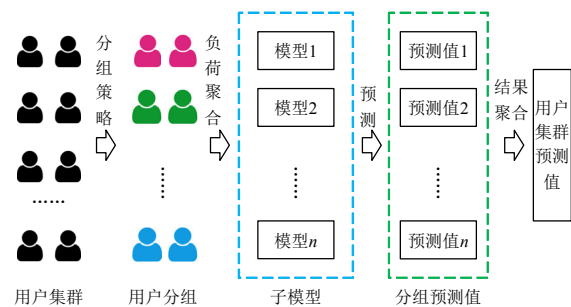 分组策略
负荷聚合
模型1
模型2
⋮
模型n
预测
预测值1
预测值2
⋮
预测值n
结果
聚合
用户
集群
预测
值
……
用户集群
用户分组
子模型
分组预测值